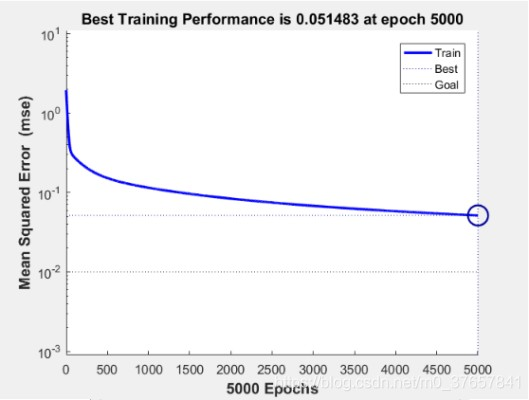 Best Training Performance is 0.051483 at epoch 5000
Train
Best
Goal
Mean Squared Error (mse)
10^1
10^0
10^-1
10^-2
10^-3
0 500 1000 1500 2000 2500 3000 3500 4000 4500 5000
5000 Epochs
https://blog.csdn.net/m0_37657841